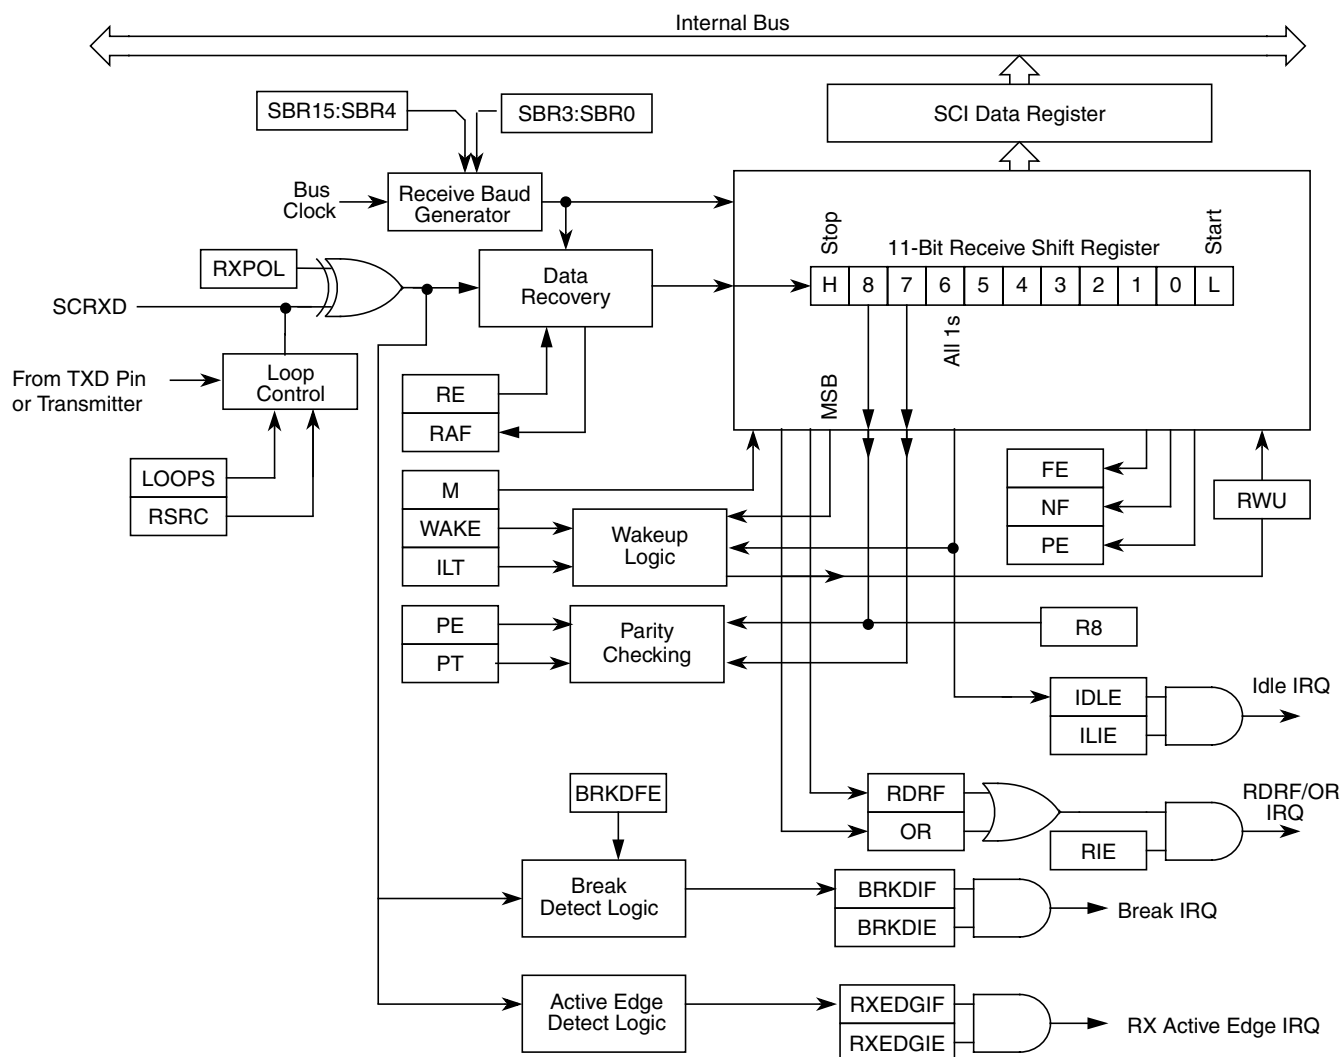 Internal Bus
SBR15:SBR4
SBR3:SBR0
SCI Data Register
Bus
Clock
Receive Baud
Generator
RXPOL
SCRXD
Data
Recovery
Stop
11-Bit Receive Shift Register
Start
H 8 7 6 5 4 3 2 1 0 L
All 1s
MSB
From TXD Pin
or Transmitter
Loop
Control
RE
RAF
LOOPS
RSRC
M
WAKE
ILT
Wakeup
Logic
FE
NF
PE
RWU
PE
PT
Parity
Checking
R8
IDLE
ILIE
Idle IRQ
BRKDFE
RDRF
OR
RIE
RDRF/OR
IRQ
Break
Detect Logic
BRKDIF
BRKDIE
Break IRQ
Active Edge
Detect Logic
RXEDGIF
RXEDGIE
RX Active Edge IRQ